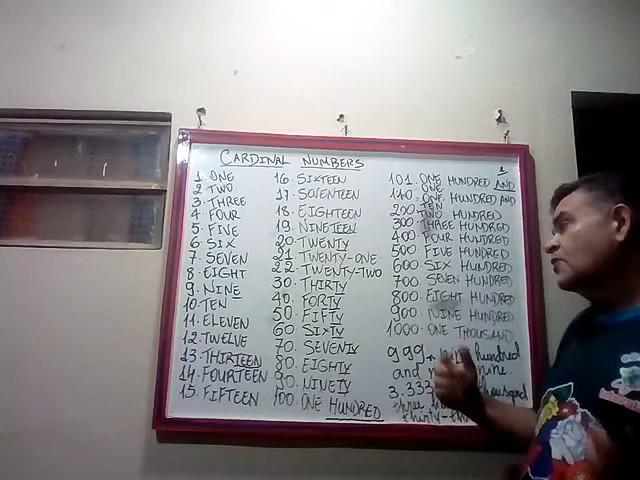 CARDINAL NUMBERS
1. ONE
2 TWO
3. THREE
4. FOUR
5. FIVE
6. SIX
7. SEVEN
8. EIGHT
9. NINE
10. TEN
11. ELEVEN
12. TWELVE
13. THIRTEEN
14. FOURTEEN
15. FIFTEEN
16. SIXTEEN
17. SEVENTEEN
18. EIGHTEEN
19. NINETEEN
20. TWENTY
21. TWENTY-ONE
22. TWENTY-TWO
30. THIRTY
40. FORTY
50. FIFTY
60. SIXTY
70. SEVENTY
80. EIGHTY
90. NINETY
100. ONE HUNDRED
1
101. ONE HUNDRED AND
ONE
110. ONE HUNDRED AND
TEN
200. TWO HUNDRED
300. THREE HUNDRED
400. FOUR HUNDRED
500. FIVE HUNDRED
600. SIX HUNDRED
700. SEVEN HUNDRED
800. EIGHT HUNDRED
900. NINE HUNDRED
1000. ONE THOUSAND
999. nine hundred
and
3.333 thousand